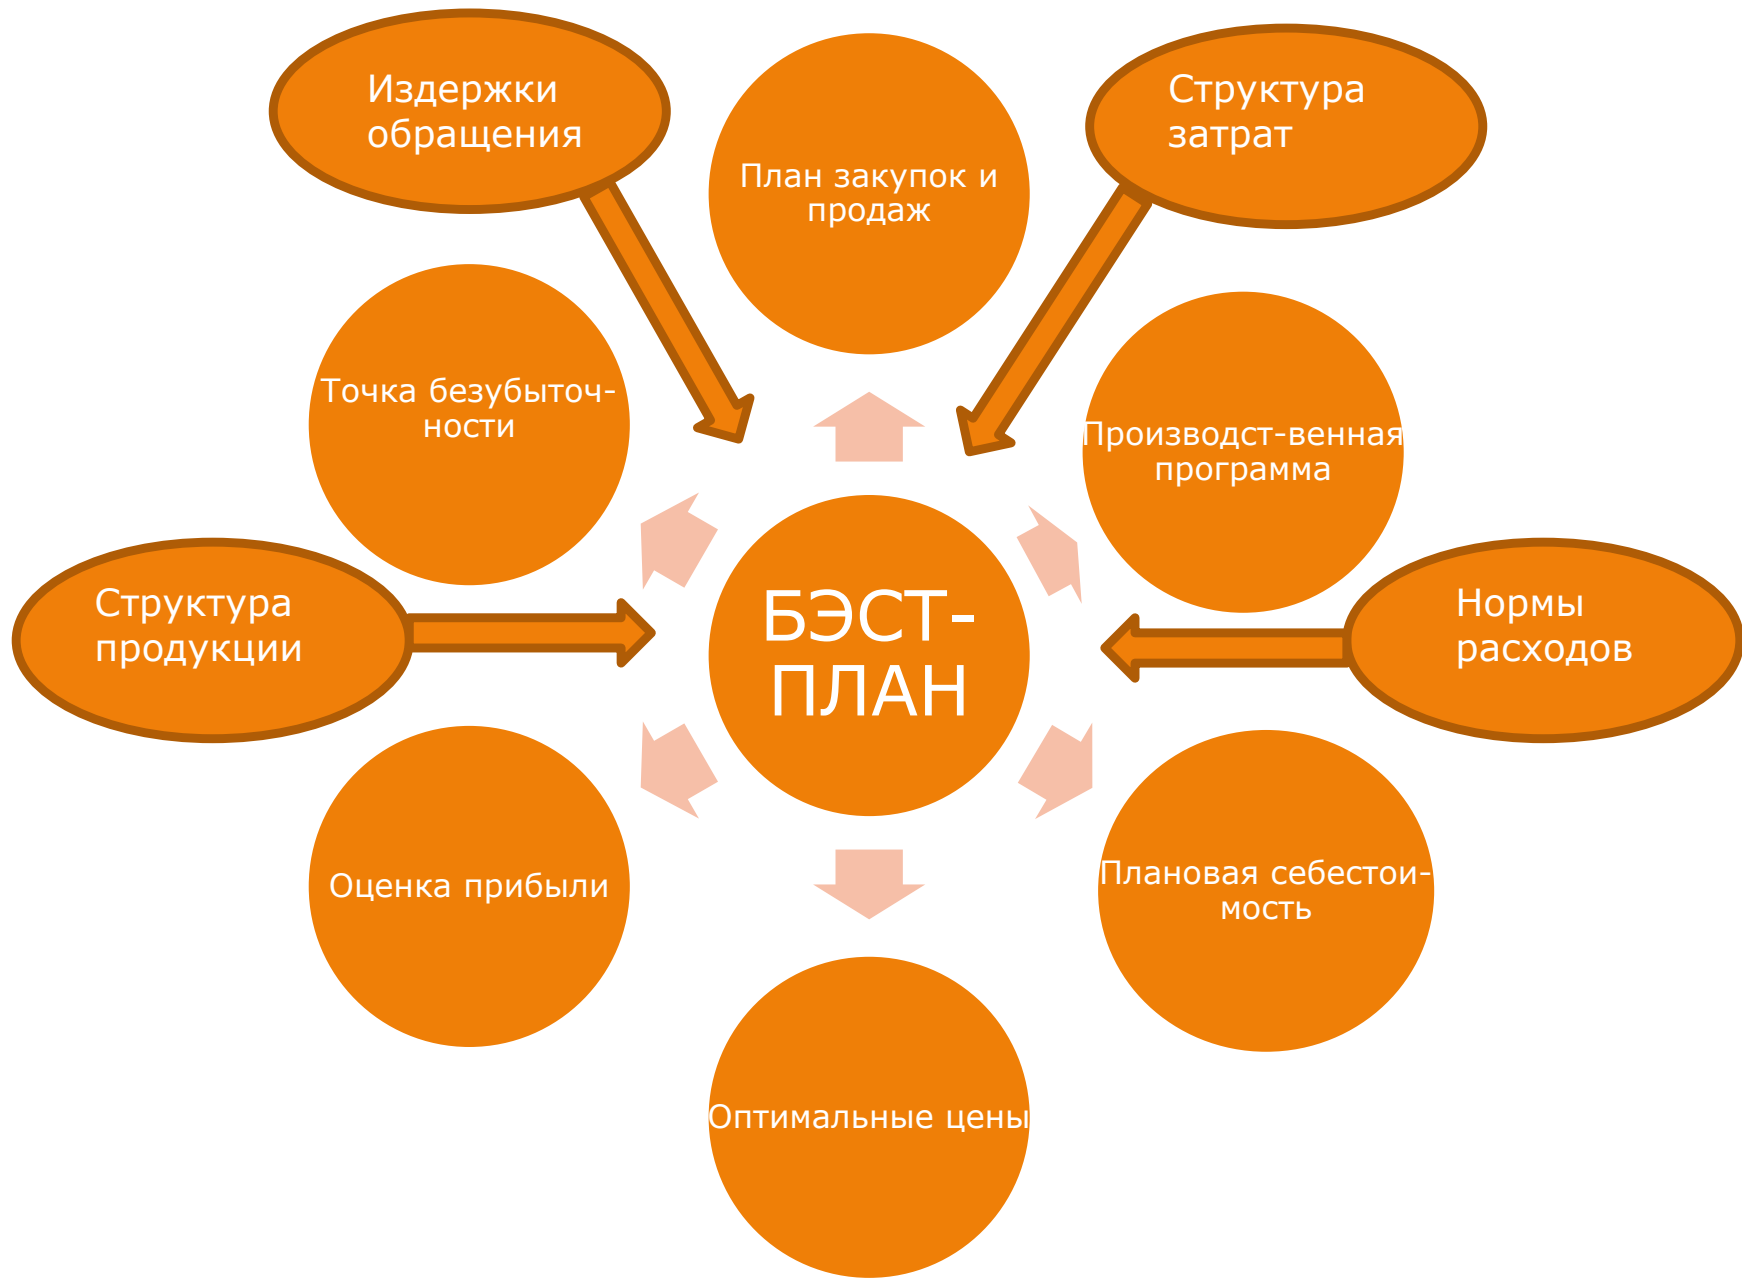 Издержки
обращения
Структура
затрат
План закупок и
продаж
Точка безубыточ-
ности
Производст-венная
программа
Структура
продукции
БЭСТ-
ПЛАН
Нормы
расходов
Оценка прибыли
Плановая себестои-
мость
Оптимальные цены